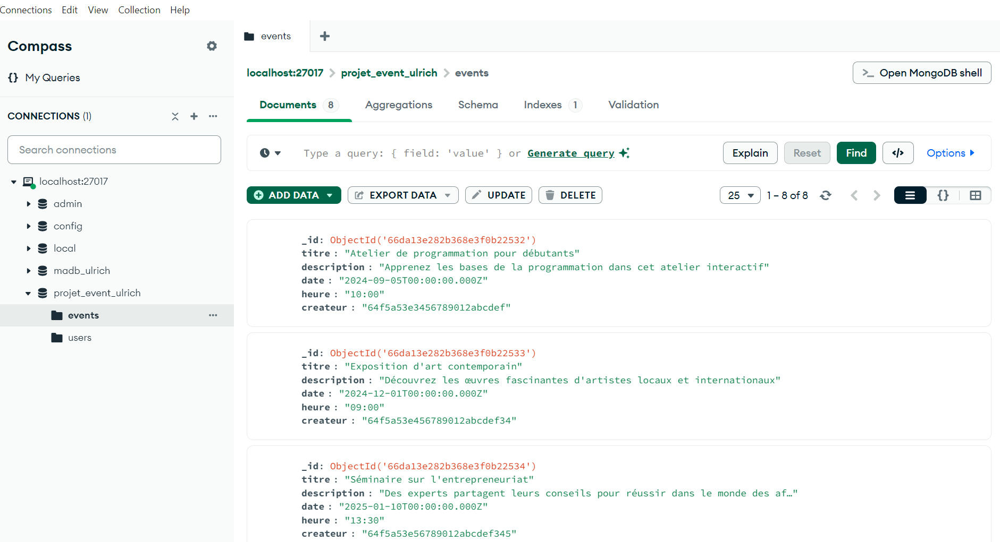 Connections Edit View Collection Help
Compass
{} My Queries
CONNECTIONS (1)
Search connections
localhost:27017
admin
config
local
madb_ulrich
projet_event_ulrich
events
users
events
localhost:27017 > projet_event_ulrich > events
>_ Open MongoDB shell
Documents 8 Aggregations Schema Indexes 1 Validation
Type a query: { field: 'value' } or Generate query
Explain Reset Find </> Options
ADD DATA EXPORT DATA UPDATE DELETE
25 1 – 8 of 8 {}
_id: ObjectId('66da13e282b368e3f0b22532')
titre : "Atelier de programmation pour débutants"
description : "Apprenez les bases de la programmation dans cet atelier interactif"
date : "2024-09-05T00:00:00.000Z"
heure : "10:00"
createur : "64f5a53e3456789012abcdef"
_id: ObjectId('66da13e282b368e3f0b22533')
titre : "Exposition d'art contemporain"
description : "Découvrez les œuvres fascinantes d'artistes locaux et internationaux"
date : "2024-12-01T00:00:00.000Z"
heure : "09:00"
createur : "64f5a53e456789012abcdef34"
_id: ObjectId('66da13e282b368e3f0b22534')
titre : "Séminaire sur l'entrepreneuriat"
description : "Des experts partagent leurs conseils pour réussir dans le monde des af…"
date : "2025-01-10T00:00:00.000Z"
heure : "13:30"
createur : "64f5a53e56789012abcdef345"